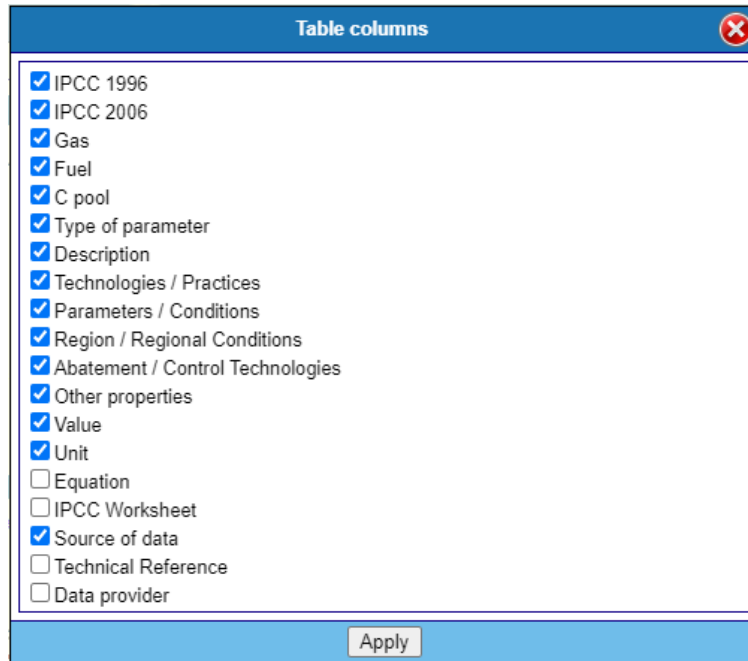 Table columns
IPCC 1996
IPCC 2006
Gas
Fuel
C pool
Type of parameter
Description
Technologies / Practices
Parameters / Conditions
Region / Regional Conditions
Abatement / Control Technologies
Other properties
Value
Unit
Equation
IPCC Worksheet
Source of data
Technical Reference
Data provider
Apply